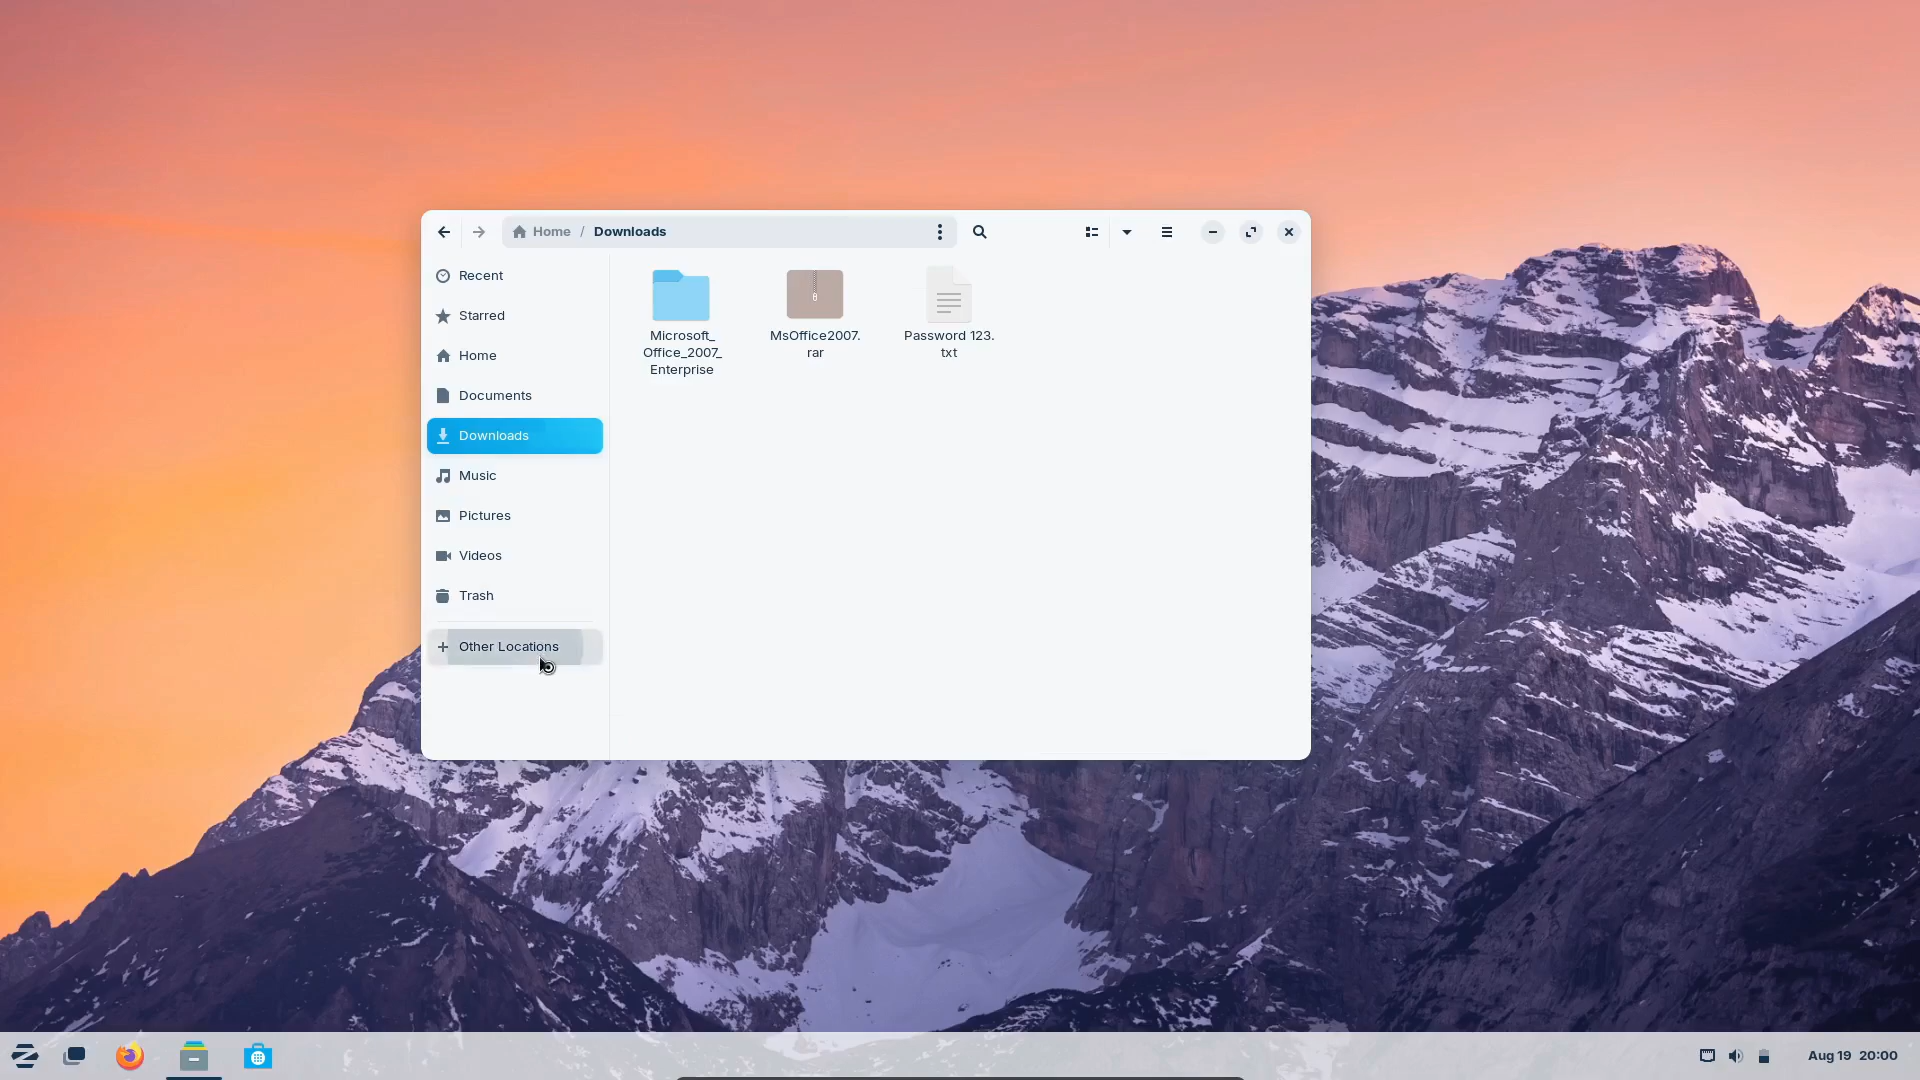 Home / Downloads
Recent
Starred
Home
Documents
Downloads
Music
Pictures
Videos
Trash
Other Locations
Microsoft_
Office_2007_
Enterprise
MsOffice2007.
rar
Password 123.
txt
Aug 19 20:00